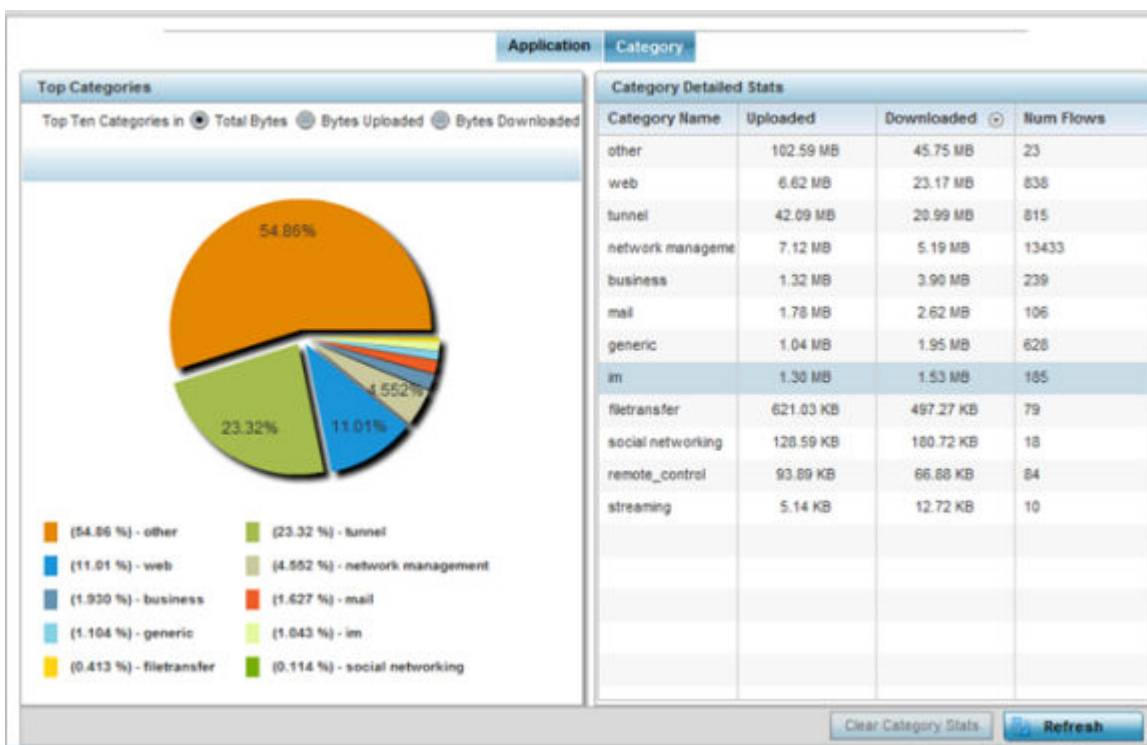 Application Category
Top Categories
Top Ten Categories in Total Bytes Bytes Uploaded Bytes Downloaded
54.86%
4.552%
23.32% 11.01%
(54.86 %) - other (23.32 %) - tunnel
(11.01 %) - web (4.552 %) - network management
(1.930 %) - business (1.627 %) - mail
(1.104 %) - generic (1.043 %) - im
(0.413 %) - filetransfer (0.114 %) - social networking
Category Detailed Stats
Category Name Uploaded Downloaded Num Flows
other 102.59 MB 45.75 MB 23
web 6.62 MB 23.17 MB 838
tunnel 42.09 MB 20.99 MB 815
network manageme 7.12 MB 5.19 MB 13433
business 1.32 MB 3.90 MB 239
mail 1.78 MB 2.62 MB 106
generic 1.04 MB 1.95 MB 628
im 1.30 MB 1.53 MB 185
filetransfer 621.03 KB 497.27 KB 79
social networking 128.59 KB 180.72 KB 18
remote_control 93.89 KB 66.88 KB 84
streaming 5.14 KB 12.72 KB 10
Clear Category Stats Refresh